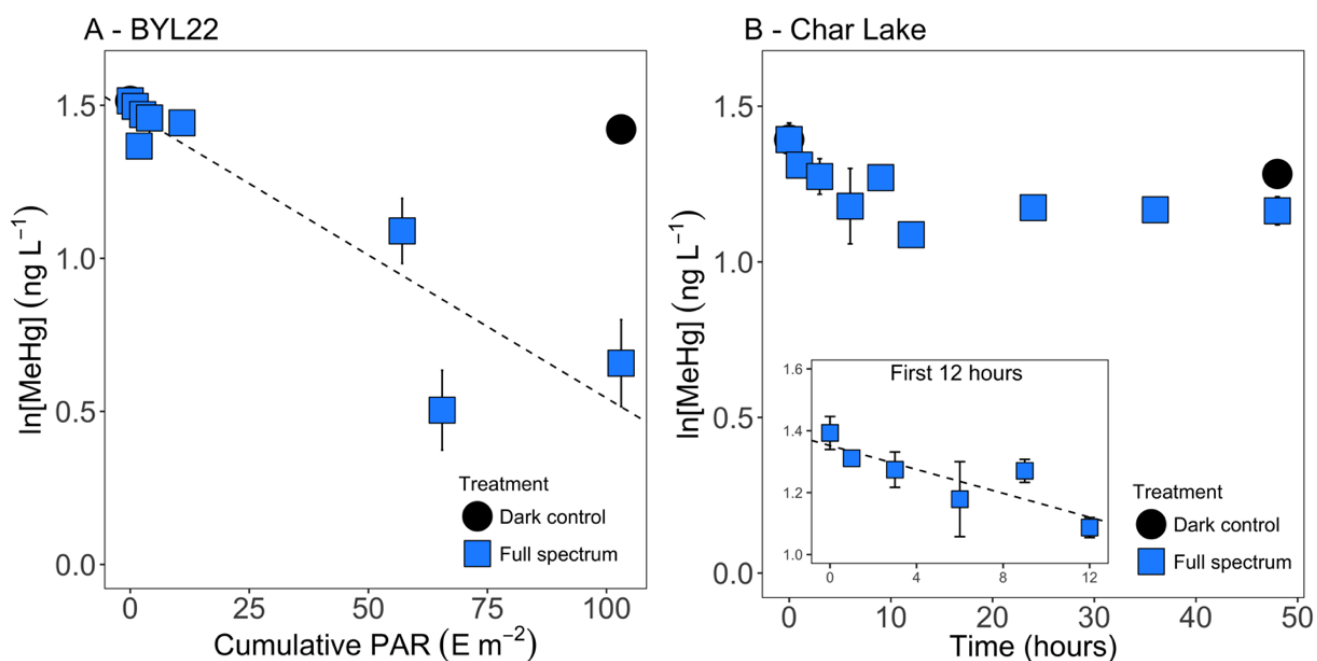 A - BYL22
ln[MeHg] (ng L⁻¹)
1.5
1.0
0.5
0.0
0
25
50
75
100
Cumulative PAR (E m⁻²)
Treatment
Dark control
Full spectrum
B - Char Lake
ln[MeHg] (ng L⁻¹)
1.5
1.0
0.5
0.0
0
10
20
30
40
50
Time (hours)
First 12 hours
1.6
1.4
1.2
1.0
0
4
8
12
Treatment
Dark control
Full spectrum